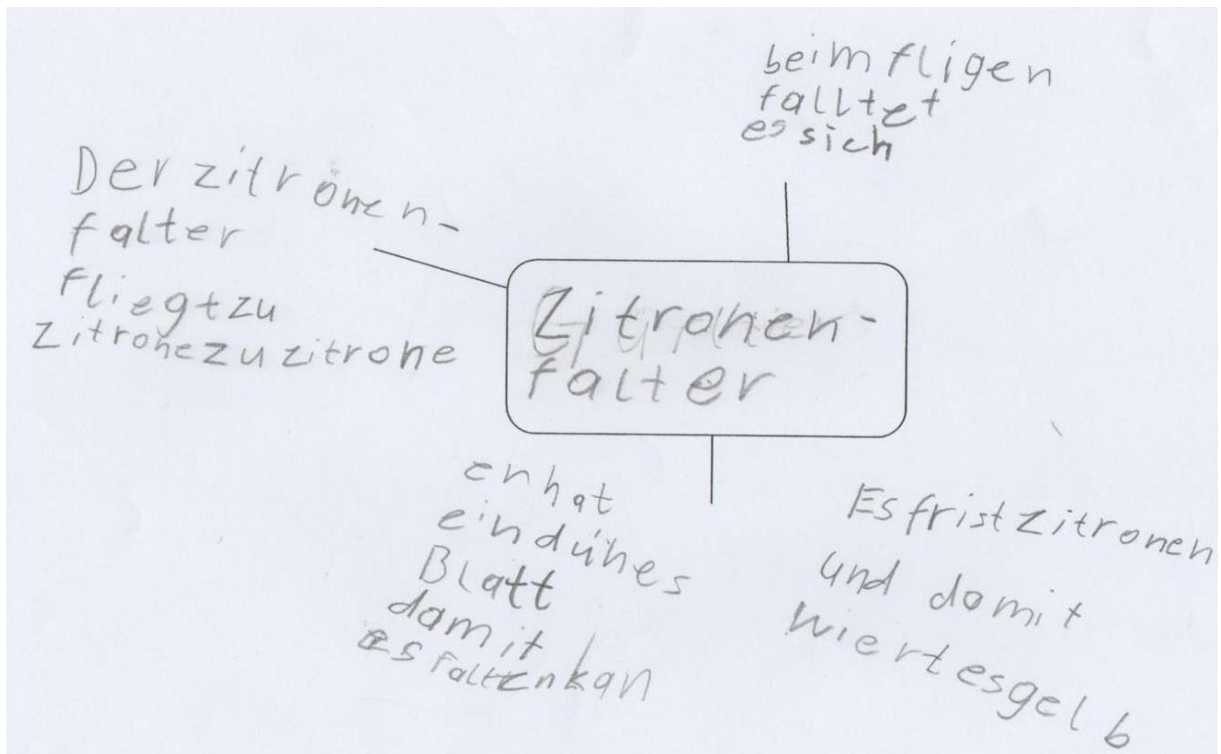 beim fligen
falltet
es sich
Der zitronen-
falter
fliegt zu
zitrone zu zitrone
Zitronen-
falter
er hat
ein dünes
Blatt
damit
es falten kan
Es frist zitronen
und damit
wiert es gelb